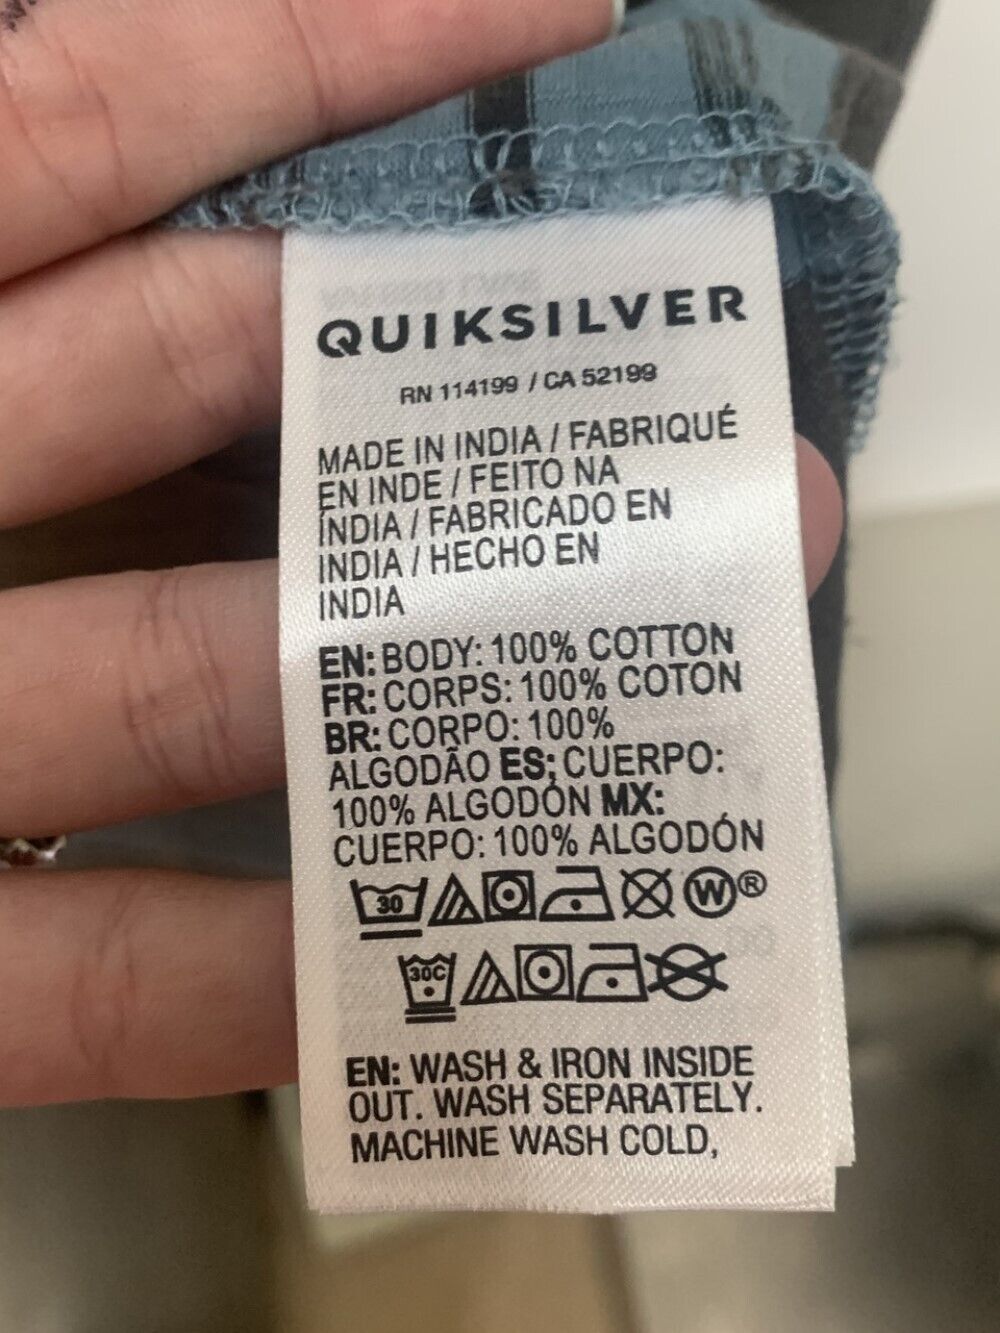 QUIKSILVER
RN 114199 / CA 52199
MADE IN INDIA / FABRIQUÉ
EN INDE / FEITO NA
ÍNDIA / FABRICADO EN
INDIA / HECHO EN
INDIA
EN: BODY: 100% COTTON
FR: CORPS: 100% COTON
BR: CORPO: 100%
ALGODÃO ES: CUERPO:
100% ALGODÓN MX:
CUERPO: 100% ALGODÓN
30 W®
30C
EN: WASH & IRON INSIDE
OUT. WASH SEPARATELY.
MACHINE WASH COLD,